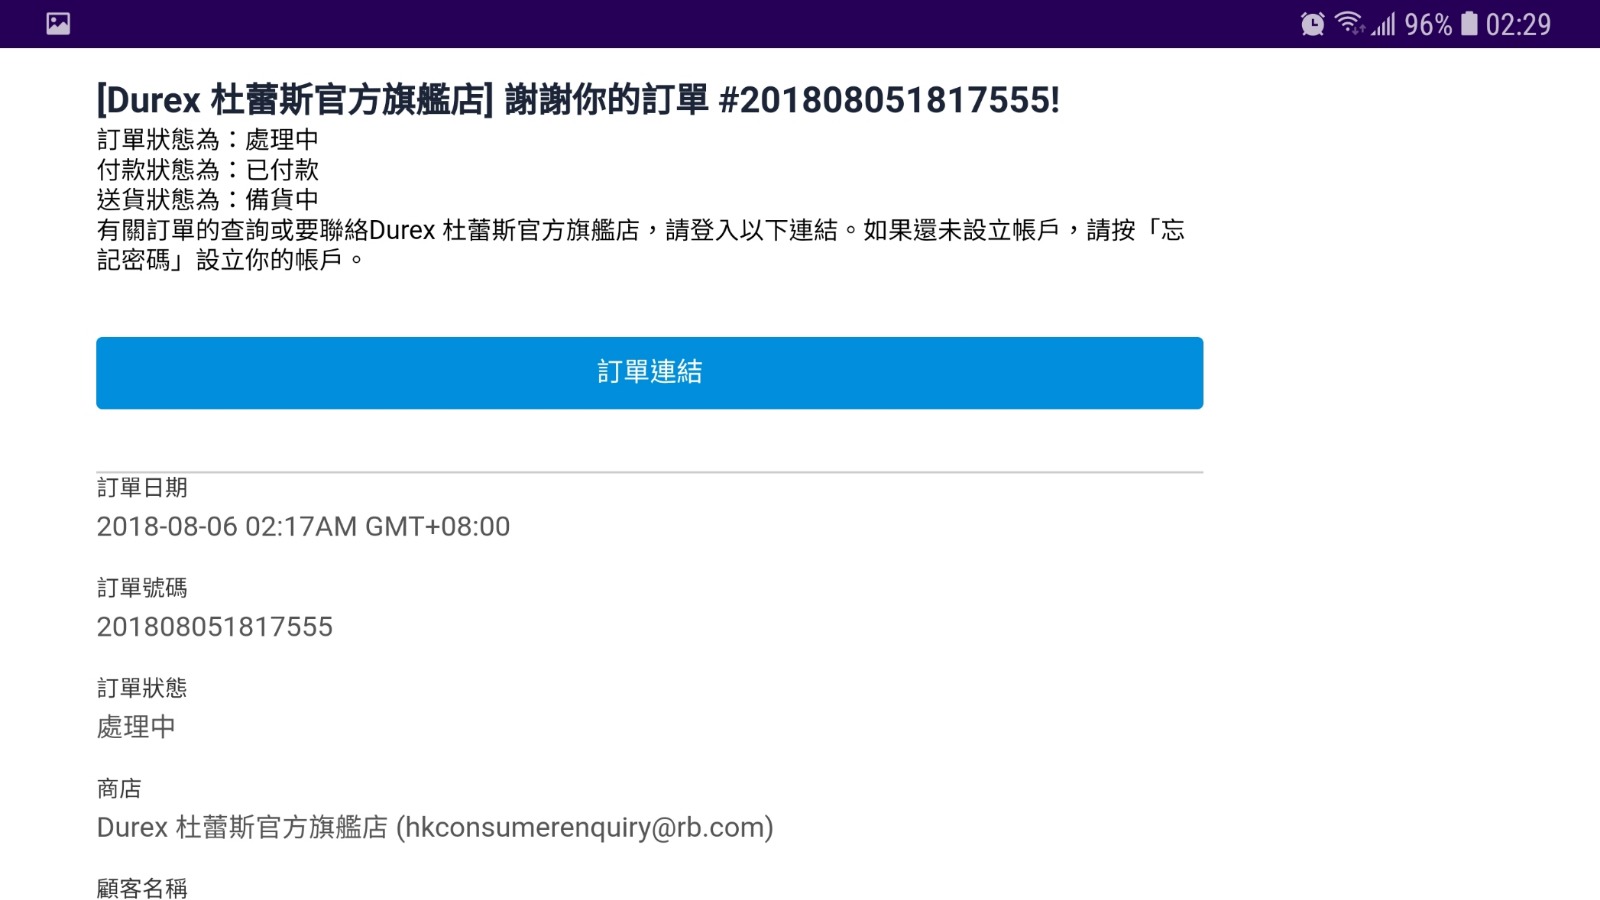 96% 02:29
[Durex 杜蕾斯官方旗艦店] 謝謝你的訂單 #201808051817555!
訂單狀態為：處理中
付款狀態為：已付款
送貨狀態為：備貨中
有關訂單的查詢或要聯絡Durex 杜蕾斯官方旗艦店，請登入以下連結。如果還未設立帳戶，請按「忘
記密碼」設立你的帳戶。
訂單連結
訂單日期
2018-08-06 02:17AM GMT+08:00
訂單號碼
201808051817555
訂單狀態
處理中
商店
Durex 杜蕾斯官方旗艦店 (hkconsumerenquiry@rb.com)
顧客名稱